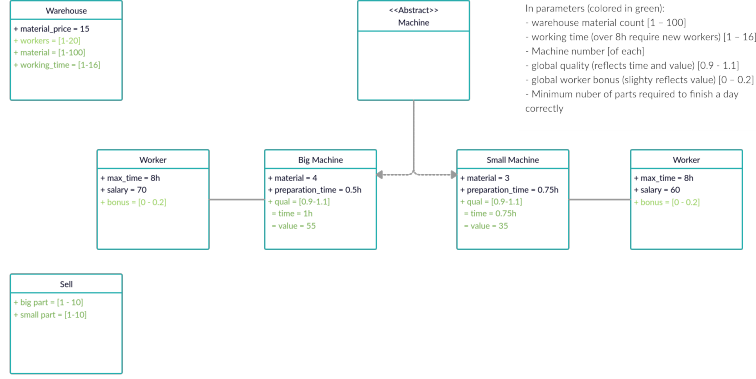 Warehouse
+ material_price = 15
+ workers = [1-20]
+ material = [1-100]
+ working_time = [1-16]
<<Abstract>>
Machine
In parameters (colored in green):
- warehouse material count [1 – 100]
- working time (over 8h require new workers) [1 – 16]
- Machine number [of each]
- global quality (reflects time and value) [0.9 - 1.1]
- global worker bonus (slighty reflects value) [0 – 0.2]
- Minimum nuber of parts required to finish a day
correctly
Worker
+ max_time = 8h
+ salary = 70
+ bonus = [0 - 0.2]
Big Machine
+ material = 4
+ preparation_time = 0.5h
+ qual = [0.9-1.1]
= time = 1h
= value = 55
Small Machine
+ material = 3
+ preparation_time = 0.75h
+ qual = [0.9-1.1]
= time = 0.75h
= value = 35
Worker
+ max_time = 8h
+ salary = 60
+ bonus = [0 - 0.2]
Sell
+ big part = [1 - 10]
+ small part = [1-10]